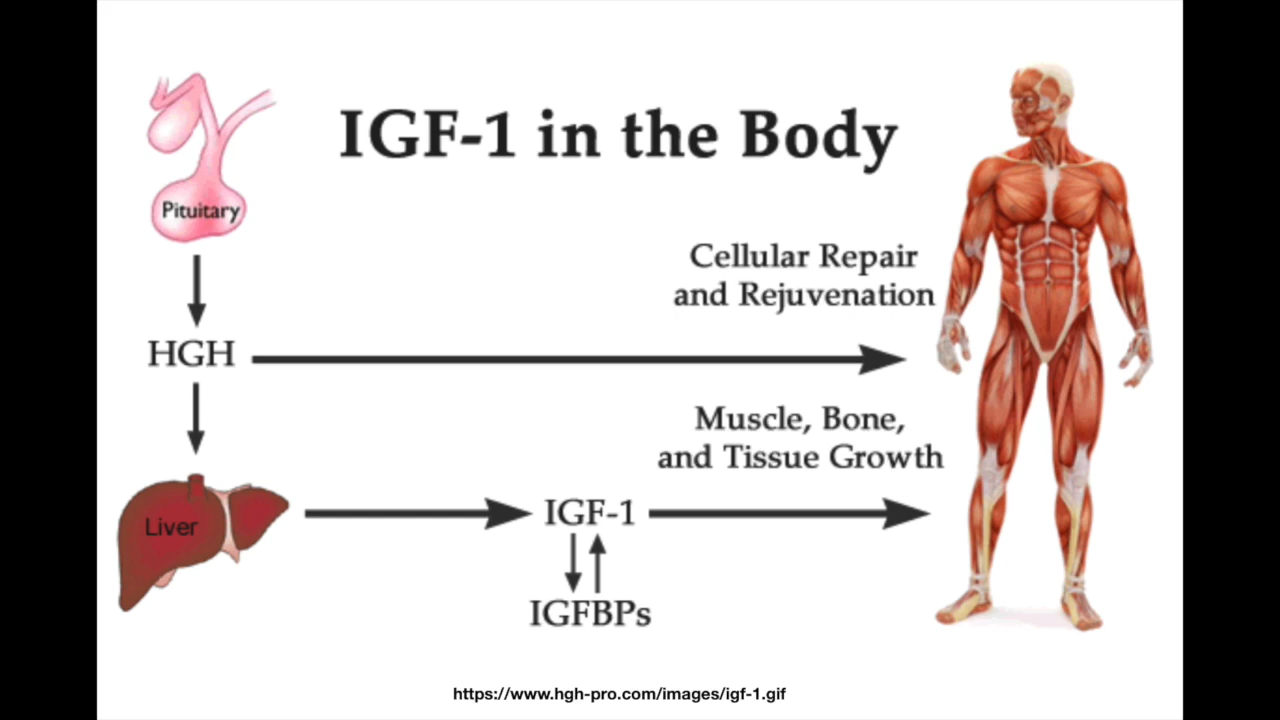 IGF-1 in the Body
Pituitary
Cellular Repair
and Rejuvenation
HGH
Muscle, Bone,
and Tissue Growth
Liver
IGF-1
IGFBPs
https://www.hgh-pro.com/images/igf-1.gif